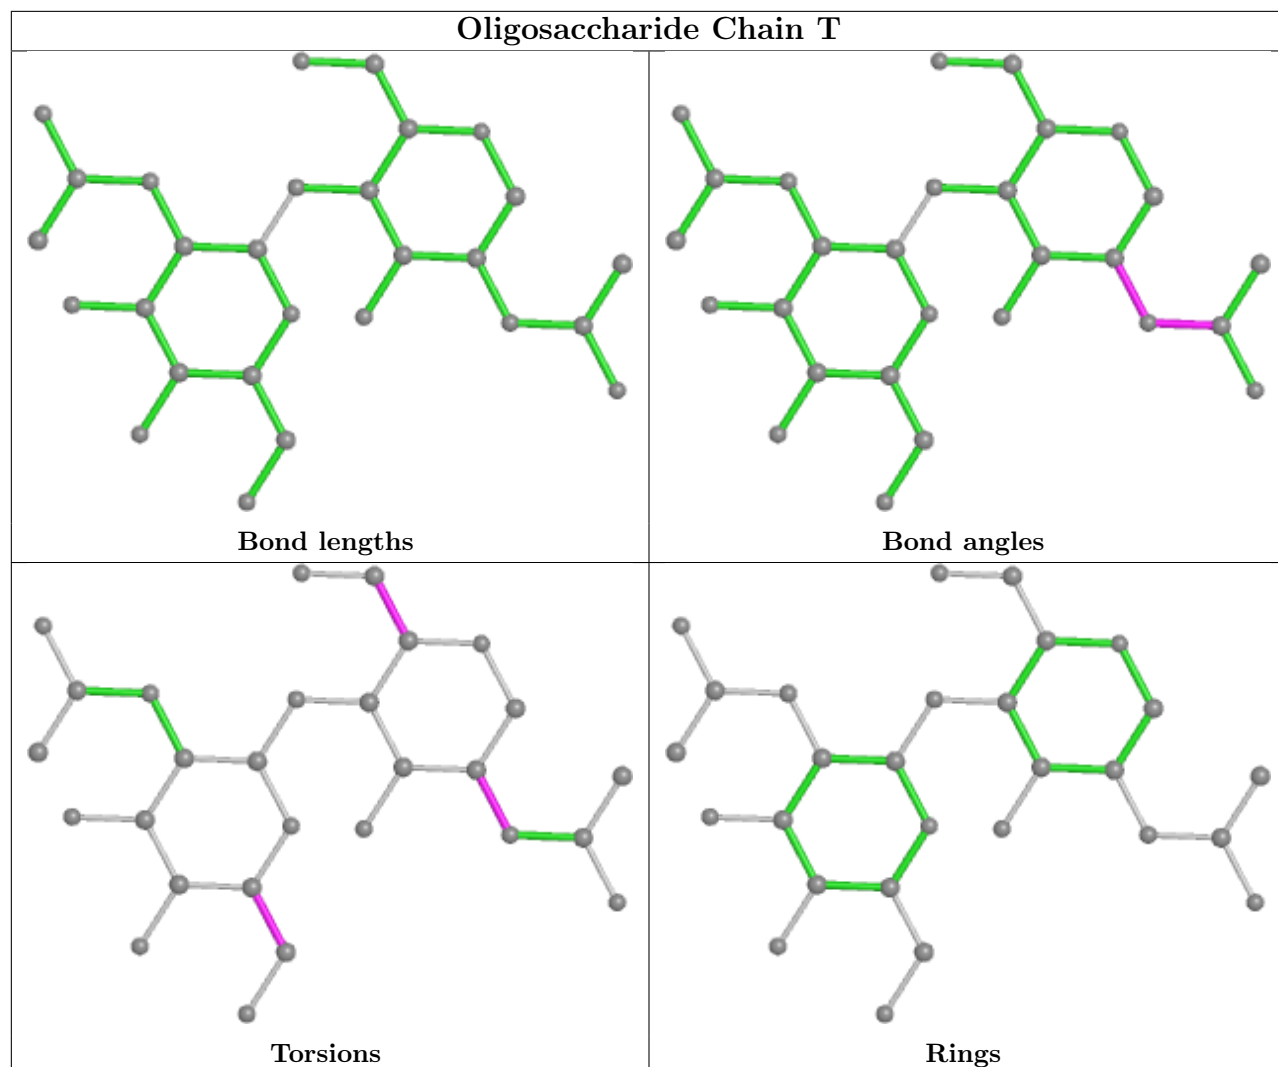 Oligosaccharide Chain T
Bond lengths
Bond angles
Torsions
Rings